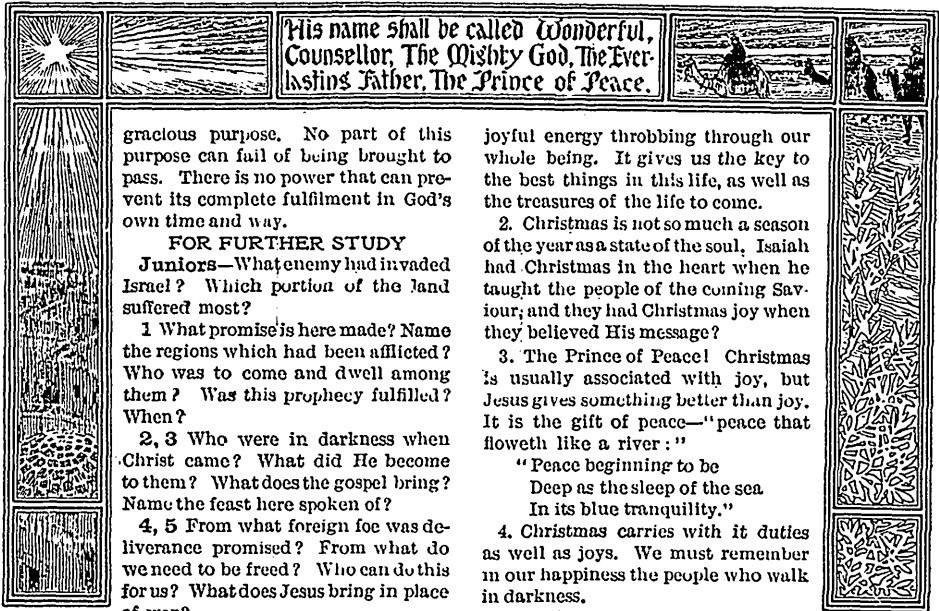 His name shall be called Wonderful,
Counsellor, The Mighty God, The Ever-
lasting Father, The Prince of Peace.
gracious purpose. No part of this
purpose can fail of being brought to
pass. There is no power that can pre-
vent its complete fulfilment in God's
own time and way.
FOR FURTHER STUDY
Juniors—What enemy had invaded
Israel? Which portion of the land
suffered most?
1 What promise is here made? Name
the regions which had been afflicted?
Who was to come and dwell among
them? Was this prophecy fulfilled?
When?
2, 3 Who were in darkness when
Christ came? What did He become
to them? What does the gospel bring?
Name the feast here spoken of?
4, 5 From what foreign foe was de-
liverance promised? From what do
we need to be freed? Who can do this
for us? What does Jesus bring in place
of war?
joyful energy throbbing through our
whole being. It gives us the key to
the best things in this life, as well as
the treasures of the life to come.
2. Christmas is not so much a season
of the year as a state of the soul. Isaiah
had Christmas in the heart when he
taught the people of the coming Sav-
iour; and they had Christmas joy when
they believed His message?
3. The Prince of Peace! Christmas
is usually associated with joy, but
Jesus gives something better than joy.
It is the gift of peace—"peace that
floweth like a river:"
"Peace beginning to be
Deep as the sleep of the sea
In its blue tranquility."
4. Christmas carries with it duties
as well as joys. We must remember
in our happiness the people who walk
in darkness.